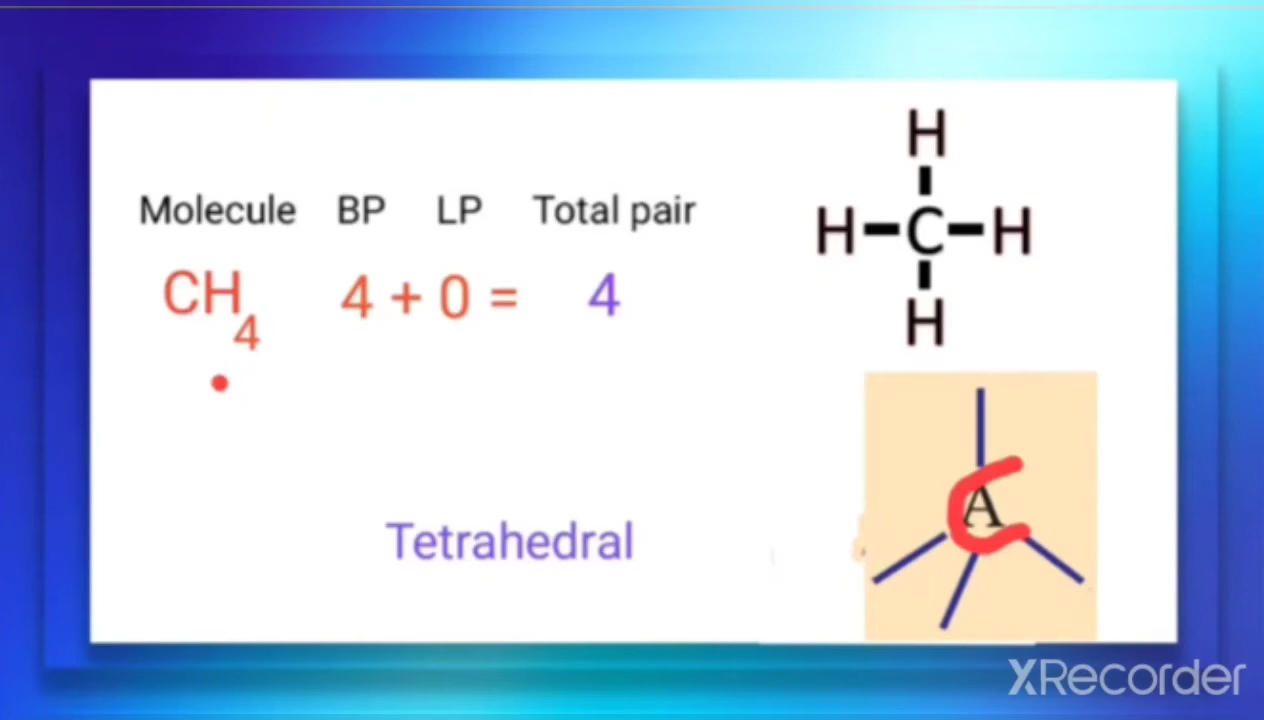 Molecule BP LP Total pair
CH4 4 + 0 = 4
Tetrahedral
H
H-C-H
H
A
C
XRecorder